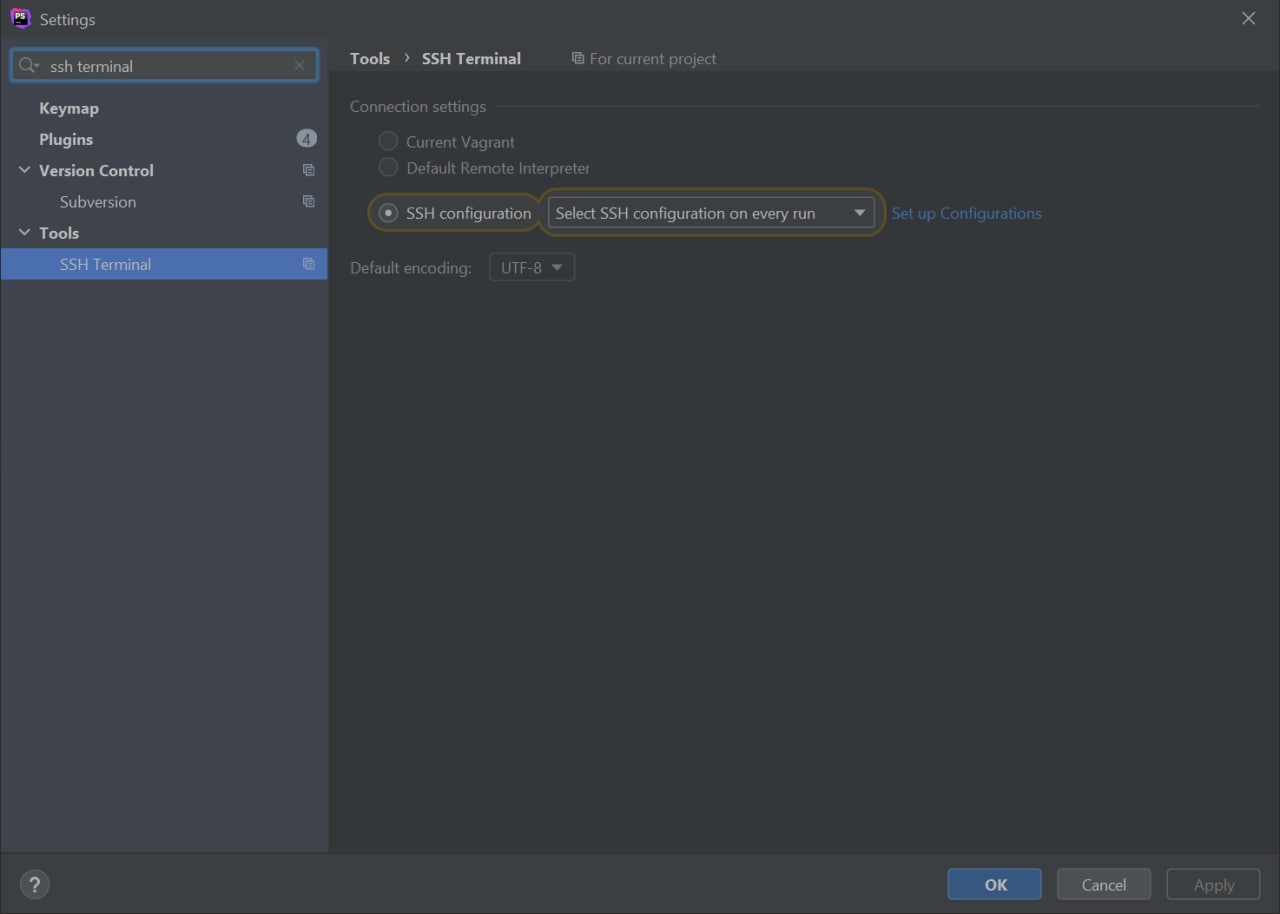 PS
Settings
ssh terminal
Keymap
Plugins 4
Version Control
Subversion
Tools
SSH Terminal
Tools › SSH Terminal For current project
Connection settings
Current Vagrant
Default Remote Interpreter
SSH configuration Select SSH configuration on every run Set up Configurations
Default encoding: UTF-8
? OK Cancel Apply